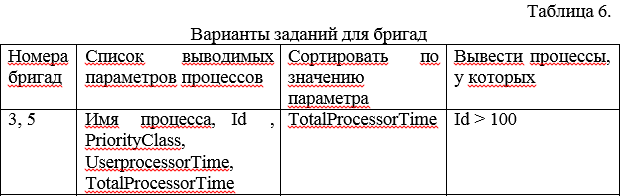 Таблица 6.
Варианты заданий для бригад
Номера бригад
Список выводимых параметров процессов
Сортировать по значению параметра
Вывести процессы, у которых
3, 5
Имя процесса, Id , PriorityClass, UserprocessorTime, TotalProcessorTime
TotalProcessorTime
Id > 100